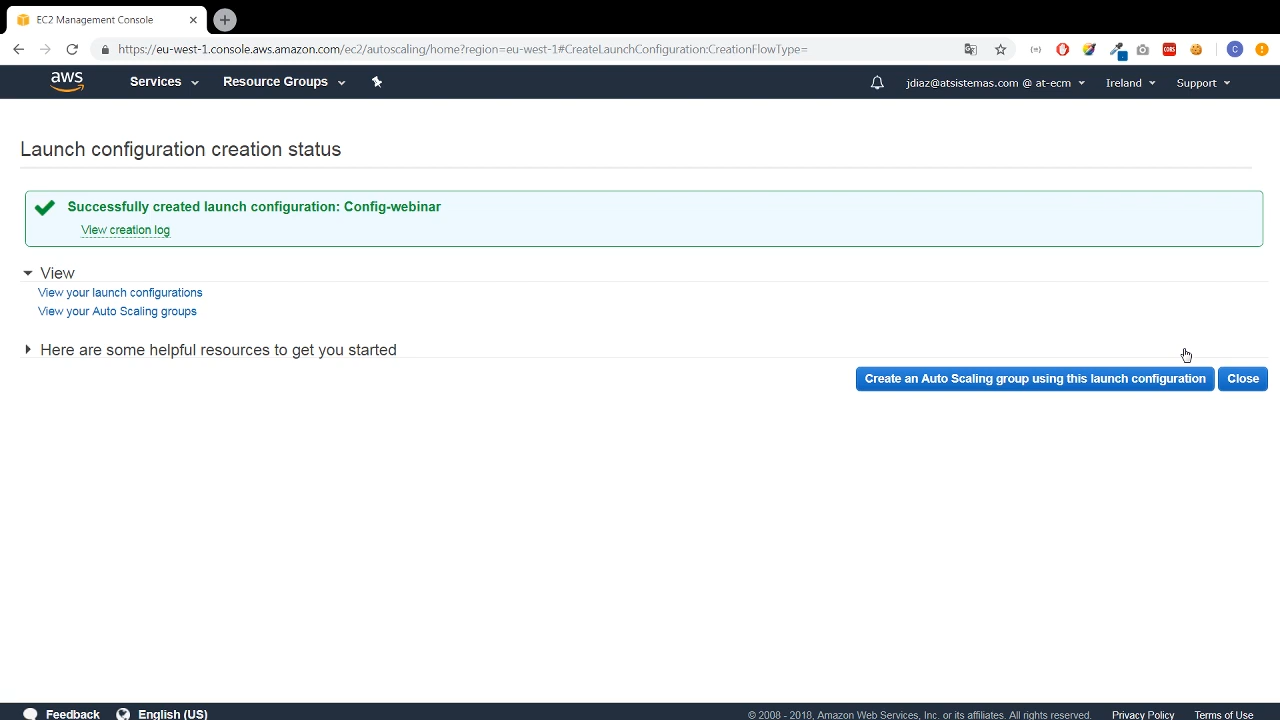 EC2 Management Console
https://eu-west-1.console.aws.amazon.com/ec2/autoscaling/home?region=eu-west-1#CreateLaunchConfiguration:CreationFlowType=
CORS
C
aws
Services
Resource Groups
jdiaz@atsistemas.com @ at-ecm
Ireland
Support
Launch configuration creation status
Successfully created launch configuration: Config-webinar
View creation log
View
View your launch configurations
View your Auto Scaling groups
Here are some helpful resources to get you started
Create an Auto Scaling group using this launch configuration
Close
Feedback
English (US)
© 2008 - 2018, Amazon Web Services, Inc. or its affiliates. All rights reserved.
Privacy Policy
Terms of Use